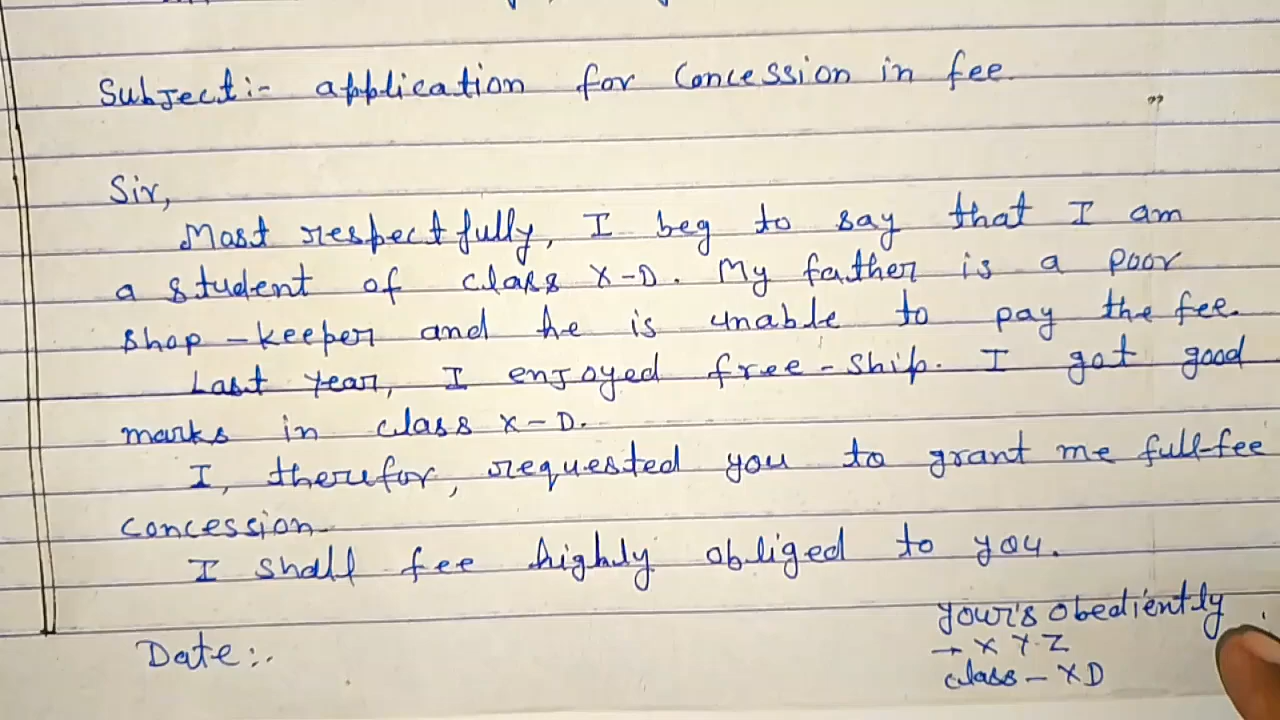 Subject:- application for Concession in fee.
"
Sir,
Most respectfully, I beg to say that I am
a student of class X-D. My father is a poor
shop-keeper and he is unable to pay the fee.
Last year, I enjoyed free-ship. I got good
marks in class X-D.
I, therefor, requested you to grant me full-fee
concession.
I shall fee highly obliged to you.
Your's obediently
→ X Y.Z
class - XD
Date:-